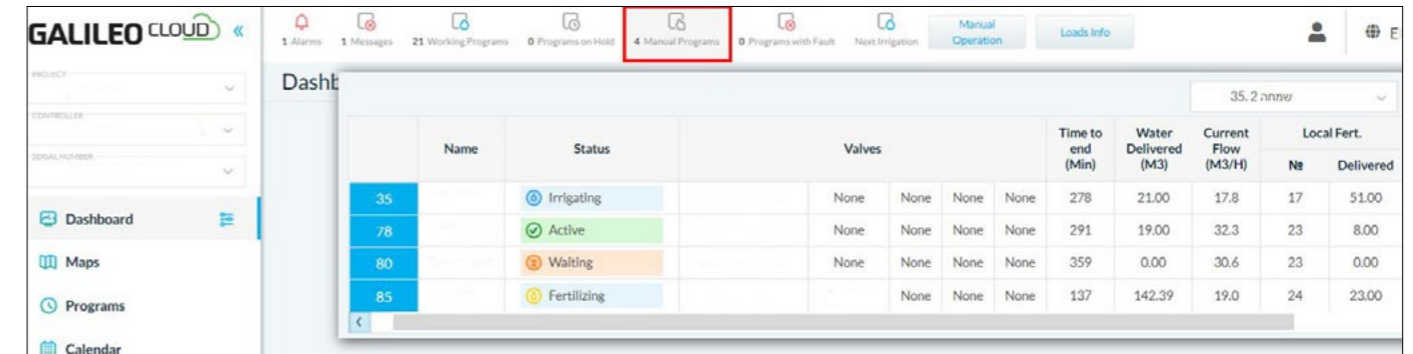 GALILEO CLOUD «
1 Alarms
1 Messages
21 Working Programs
0 Programs on Hold
4 Manual Programs
0 Programs with Fault
Next Irrigation
Manual Operation
Loads Info
E
PROJECT
CONTROLLER
SERIAL NUMBER
Dashboard
Maps
Programs
Calendar
Dashb
35. שמחה 2
Name Status Valves Time to end (Min) Water Delivered (M3) Current Flow (M3/H) Local Fert.
№ Delivered
35 Irrigating None None None None 278 21.00 17.8 17 51.00
78 Active None None None None 291 19.00 32.3 23 8.00
80 Waiting None None None None 359 0.00 30.6 23 0.00
85 Fertilizing None None None 137 142.39 19.0 24 23.00